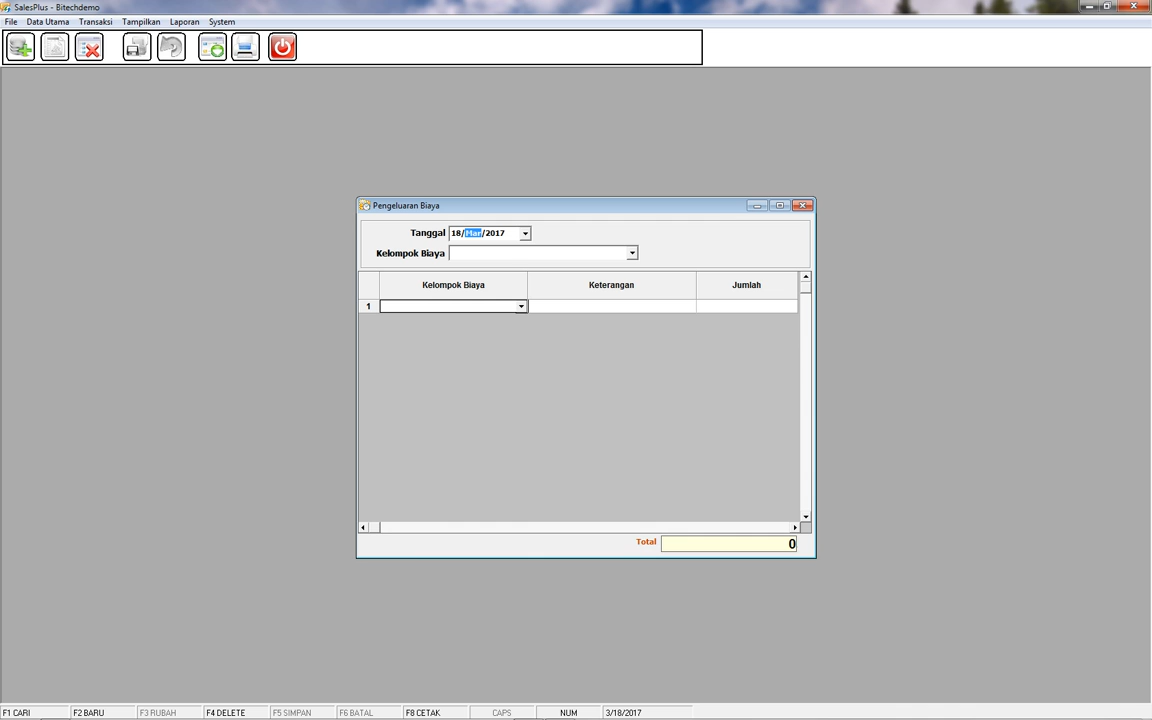 SalesPlus - Bitechdemo
File Data Utama Transaksi Tampilkan Laporan System
Pengeluaran Biaya
Tanggal 18/Mar/2017
Kelompok Biaya
Kelompok Biaya Keterangan Jumlah
1
Total 0
F1 CARI F2 BARU F3 RUBAH F4 DELETE F5 SIMPAN F6 BATAL F8 CETAK CAPS NUM 3/18/2017